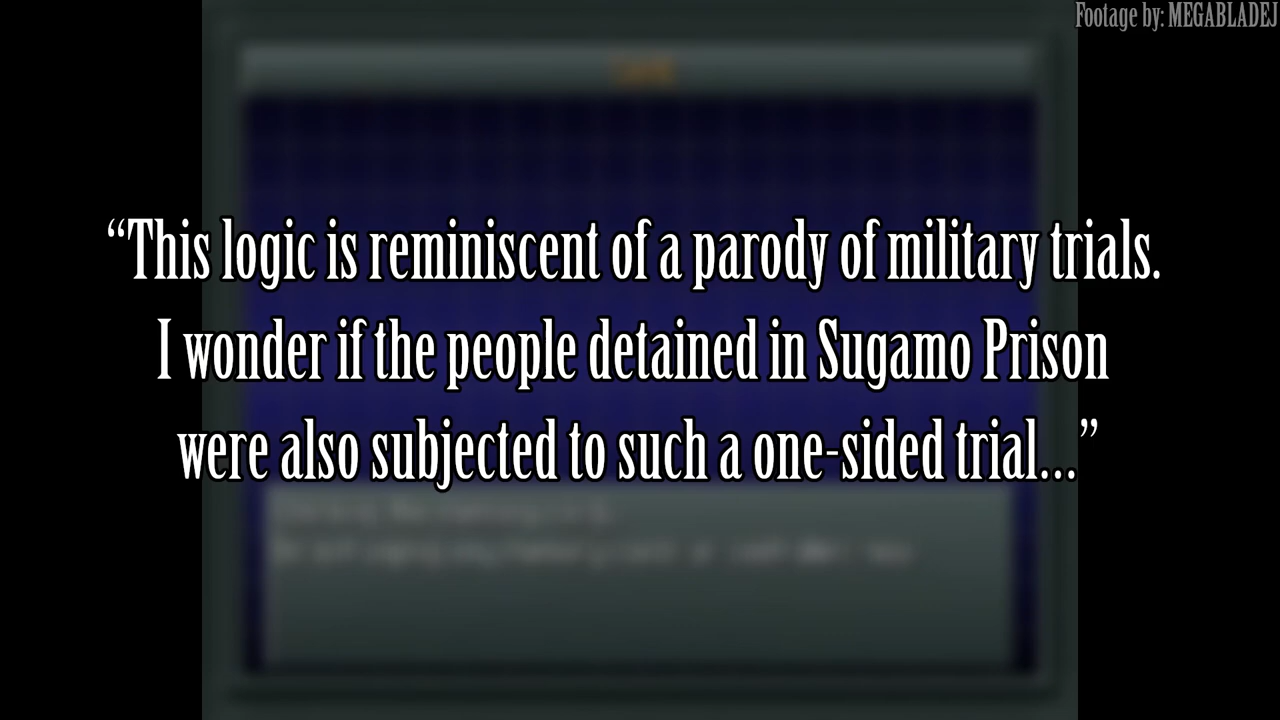 Footage by: MEGABLADEJ
“This logic is reminiscent of a parody of military trials.
I wonder if the people detained in Sugamo Prison
were also subjected to such a one-sided trial...”